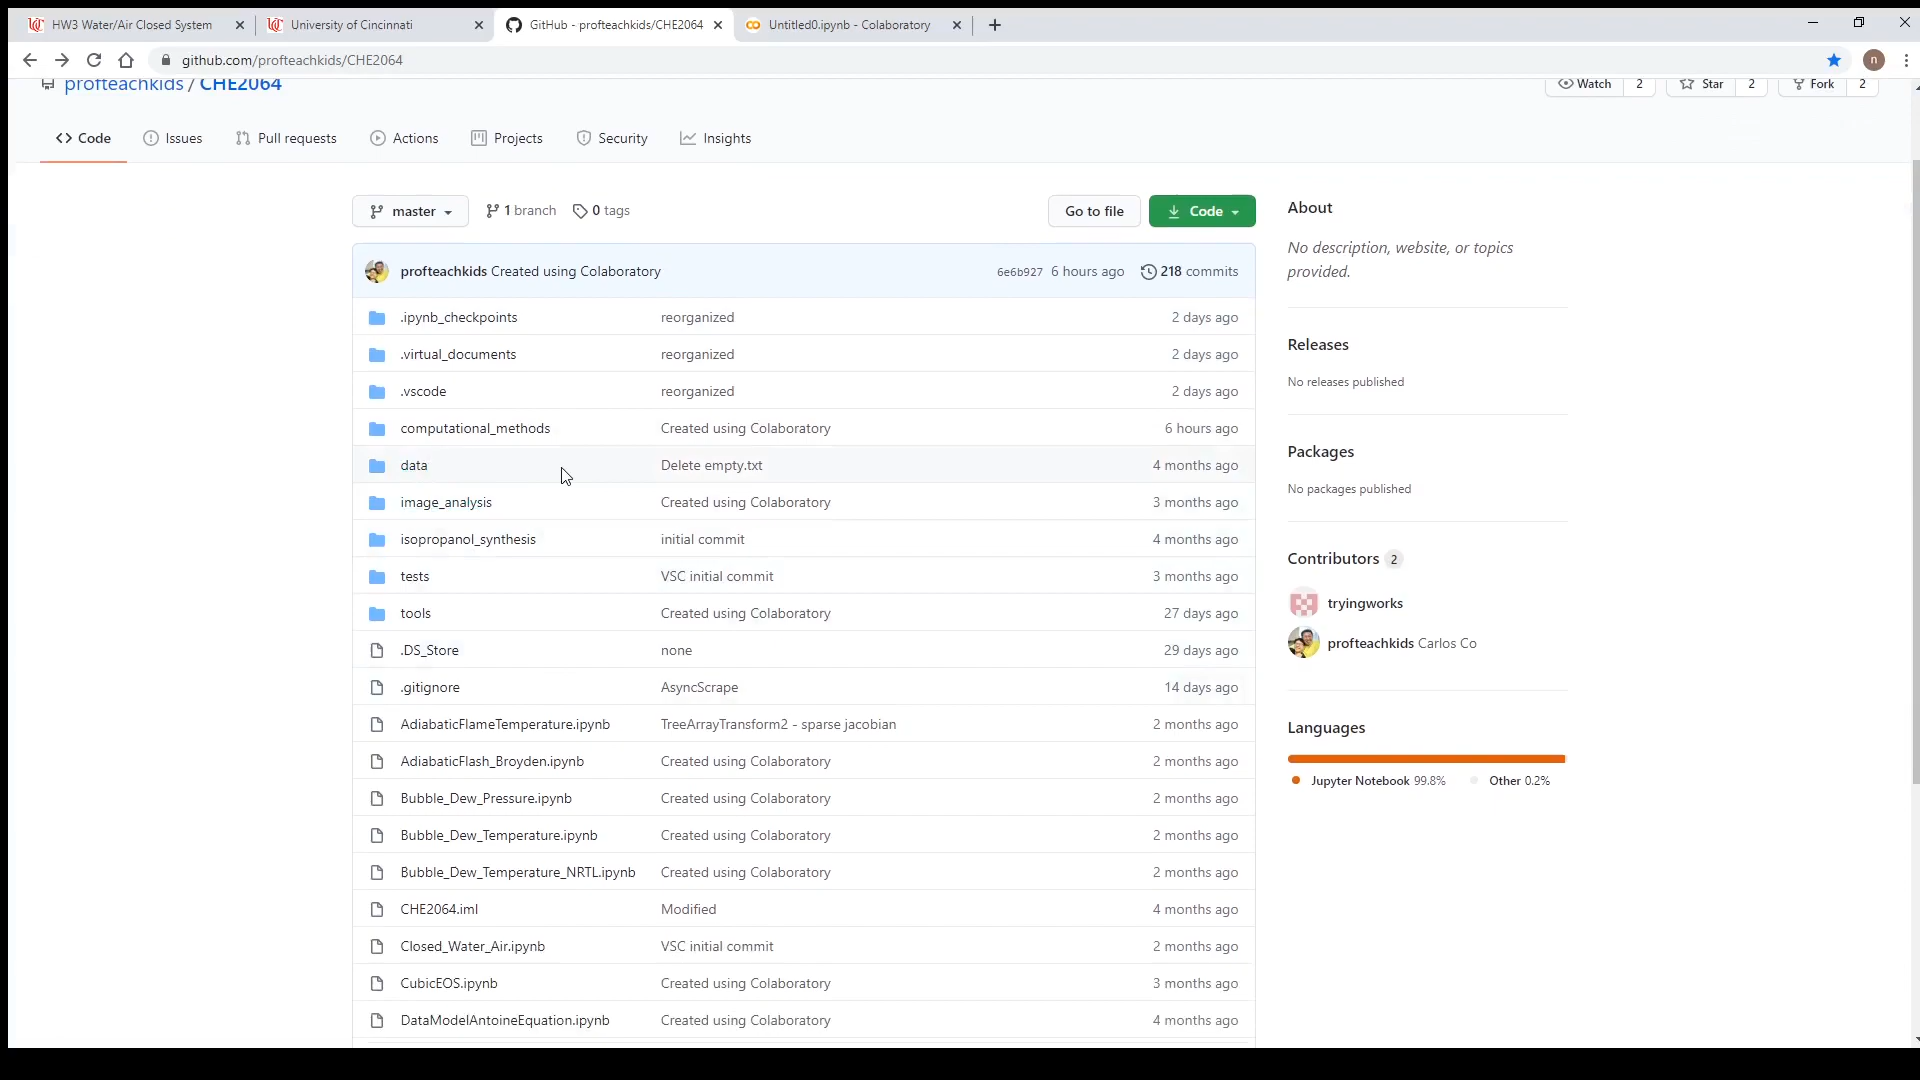 HW3 Water/Air Closed System
University of Cincinnati
GitHub - profteachkids/CHE2064
Untitled0.ipynb - Colaboratory
github.com/profteachkids/CHE2064
n
profteachkids / CHE2064
Watch 2
Star 2
Fork 2
Code
Issues
Pull requests
Actions
Projects
Security
Insights
master
1 branch
0 tags
Go to file
Code
profteachkids Created using Colaboratory 6e6b927 6 hours ago 218 commits
.ipynb_checkpoints reorganized 2 days ago
.virtual_documents reorganized 2 days ago
.vscode reorganized 2 days ago
computational_methods Created using Colaboratory 6 hours ago
data Delete empty.txt 4 months ago
image_analysis Created using Colaboratory 3 months ago
isopropanol_synthesis initial commit 4 months ago
tests VSC initial commit 3 months ago
tools Created using Colaboratory 27 days ago
.DS_Store none 29 days ago
.gitignore AsyncScrape 14 days ago
AdiabaticFlameTemperature.ipynb TreeArrayTransform2 - sparse jacobian 2 months ago
AdiabaticFlash_Broyden.ipynb Created using Colaboratory 2 months ago
Bubble_Dew_Pressure.ipynb Created using Colaboratory 2 months ago
Bubble_Dew_Temperature.ipynb Created using Colaboratory 2 months ago
Bubble_Dew_Temperature_NRTL.ipynb Created using Colaboratory 2 months ago
CHE2064.iml Modified 4 months ago
Closed_Water_Air.ipynb VSC initial commit 2 months ago
CubicEOS.ipynb Created using Colaboratory 3 months ago
DataModelAntoineEquation.ipynb Created using Colaboratory 4 months ago
About
No description, website, or topics
provided.
Releases
No releases published
Packages
No packages published
Contributors 2
tryingworks
profteachkids Carlos Co
Languages
Jupyter Notebook 99.8%
Other 0.2%